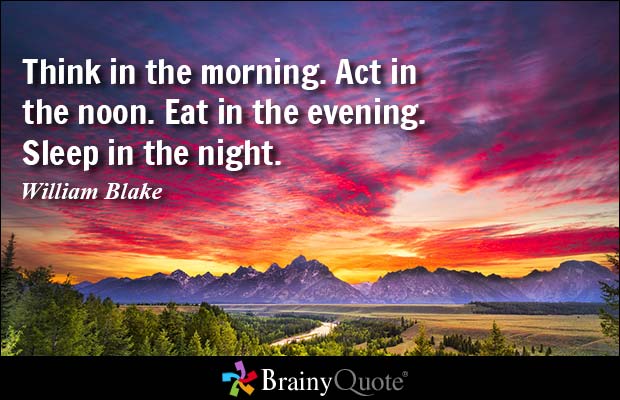 Think in the morning. Act in
the noon. Eat in the evening.
Sleep in the night.
William Blake
BrainyQuote®